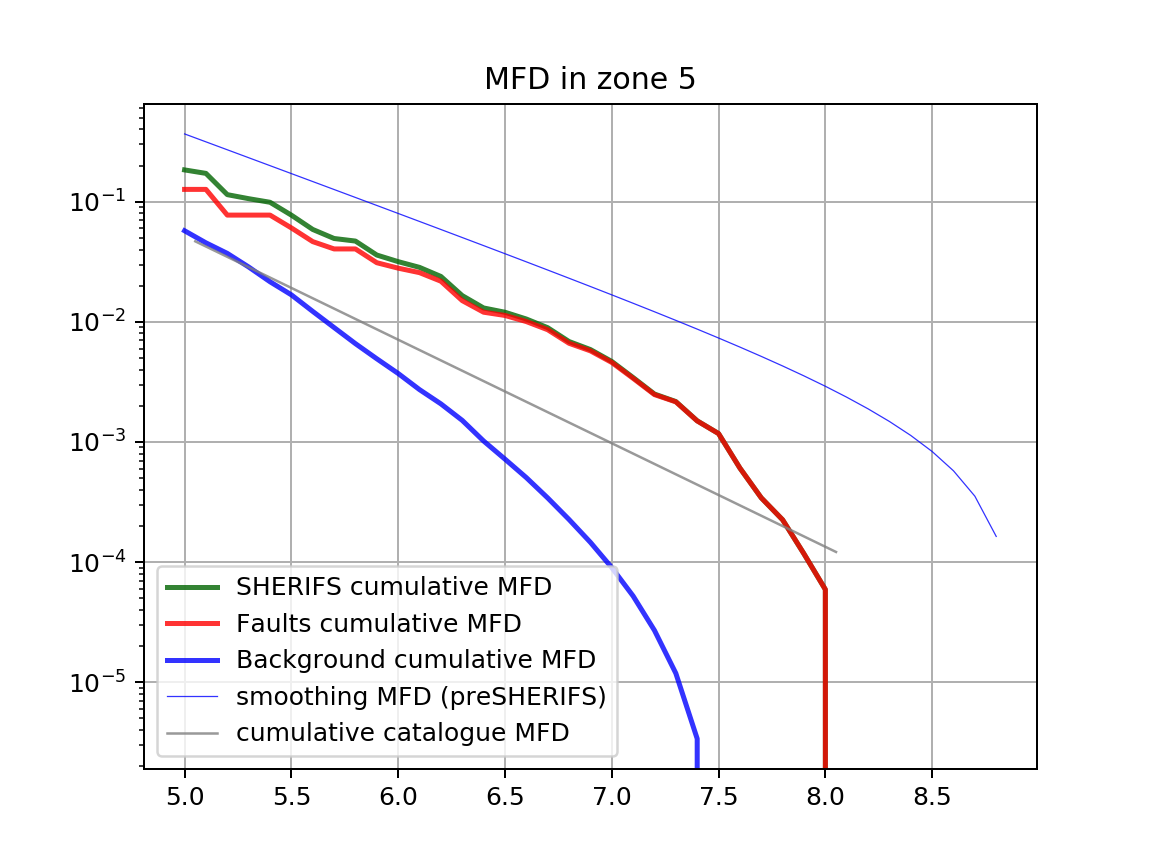 MFD in zone 5
10⁻¹
10⁻²
10⁻³
10⁻⁴
10⁻⁵
SHERIFS cumulative MFD
Faults cumulative MFD
Background cumulative MFD
smoothing MFD (preSHERIFS)
cumulative catalogue MFD
5.0 5.5 6.0 6.5 7.0 7.5 8.0 8.5